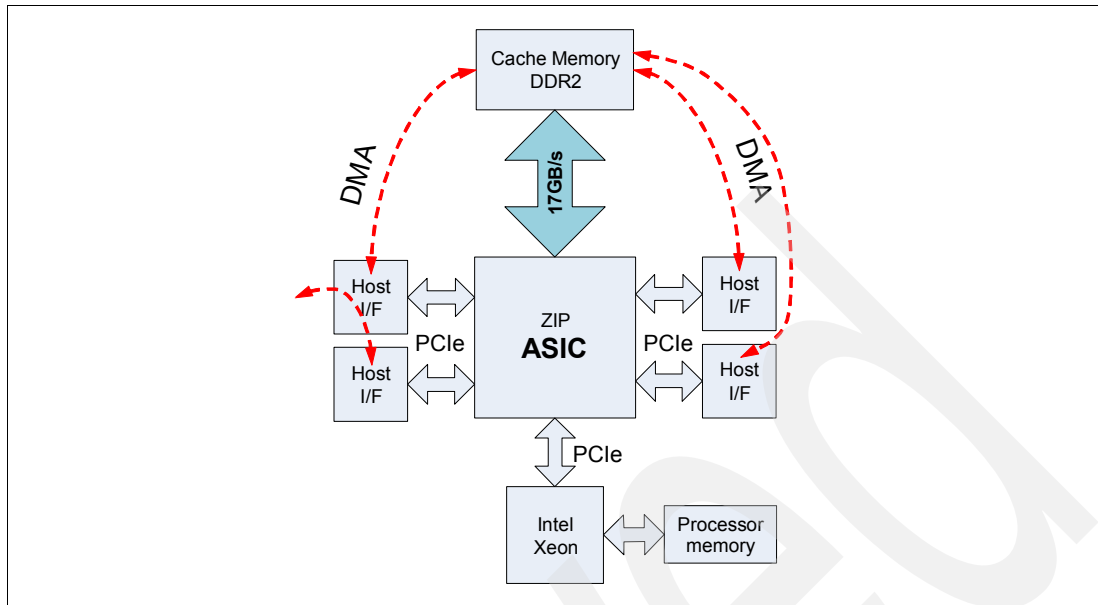 Cache Memory
DDR2
DMA
DMA
17GB/s
Host
I/F
Host
I/F
PCIe
PCIe
Host
I/F
Host
I/F
ZIP
ASIC
PCIe
Intel
Xeon
Processor
memory